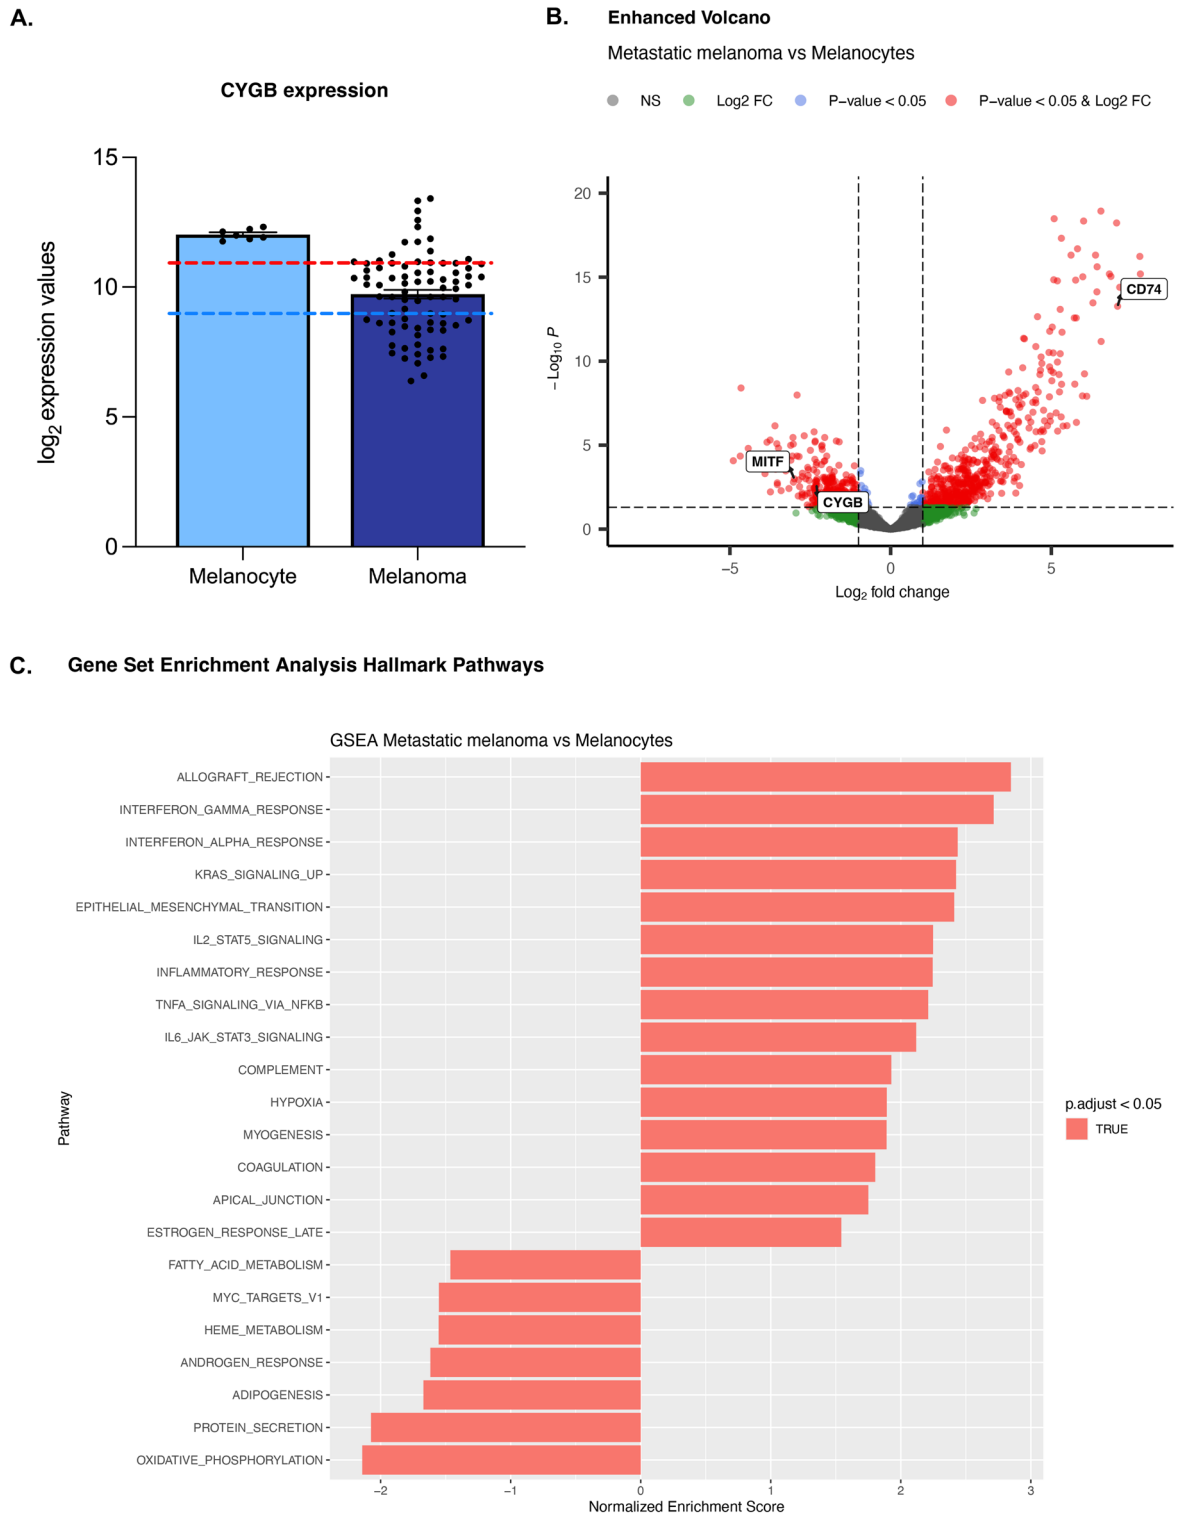 A.
CYGB expression
15
10
5
0
log2 expression values
Melanocyte
Melanoma
B.
Enhanced Volcano
Metastatic melanoma vs Melanocytes
NS
Log2 FC
P−value < 0.05
P−value < 0.05 & Log2 FC
20
15
10
5
0
−Log10 P
CD74
MITF
CYGB
−5
0
5
Log2 fold change
C.
Gene Set Enrichment Analysis Hallmark Pathways
GSEA Metastatic melanoma vs Melanocytes
ALLOGRAFT_REJECTION
INTERFERON_GAMMA_RESPONSE
INTERFERON_ALPHA_RESPONSE
KRAS_SIGNALING_UP
EPITHELIAL_MESENCHYMAL_TRANSITION
IL2_STAT5_SIGNALING
INFLAMMATORY_RESPONSE
TNFA_SIGNALING_VIA_NFKB
IL6_JAK_STAT3_SIGNALING
COMPLEMENT
HYPOXIA
MYOGENESIS
COAGULATION
APICAL_JUNCTION
ESTROGEN_RESPONSE_LATE
FATTY_ACID_METABOLISM
MYC_TARGETS_V1
HEME_METABOLISM
ANDROGEN_RESPONSE
ADIPOGENESIS
PROTEIN_SECRETION
OXIDATIVE_PHOSPHORYLATION
Pathway
−2
−1
0
1
2
3
Normalized Enrichment Score
p.adjust < 0.05
TRUE